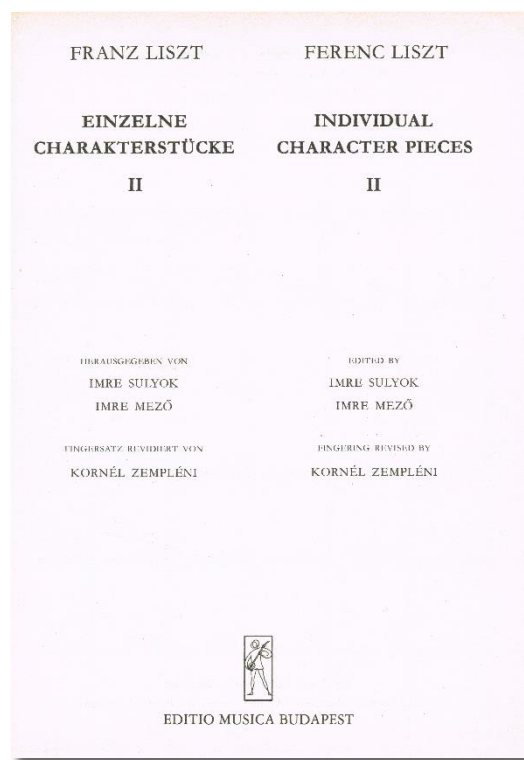 FRANZ LISZT
EINZELNE
CHARAKTERSTÜCKE
II
HERAUSGEGEBEN VON
IMRE SULYOK
IMRE MEZŐ
FINGERSATZ REVIDIERT VON
KORNÉL ZEMPLÉNI
FERENC LISZT
INDIVIDUAL
CHARACTER PIECES
II
EDITED BY
IMRE SULYOK
IMRE MEZŐ
FINGERING REVISED BY
KORNÉL ZEMPLÉNI
EDITIO MUSICA BUDAPEST